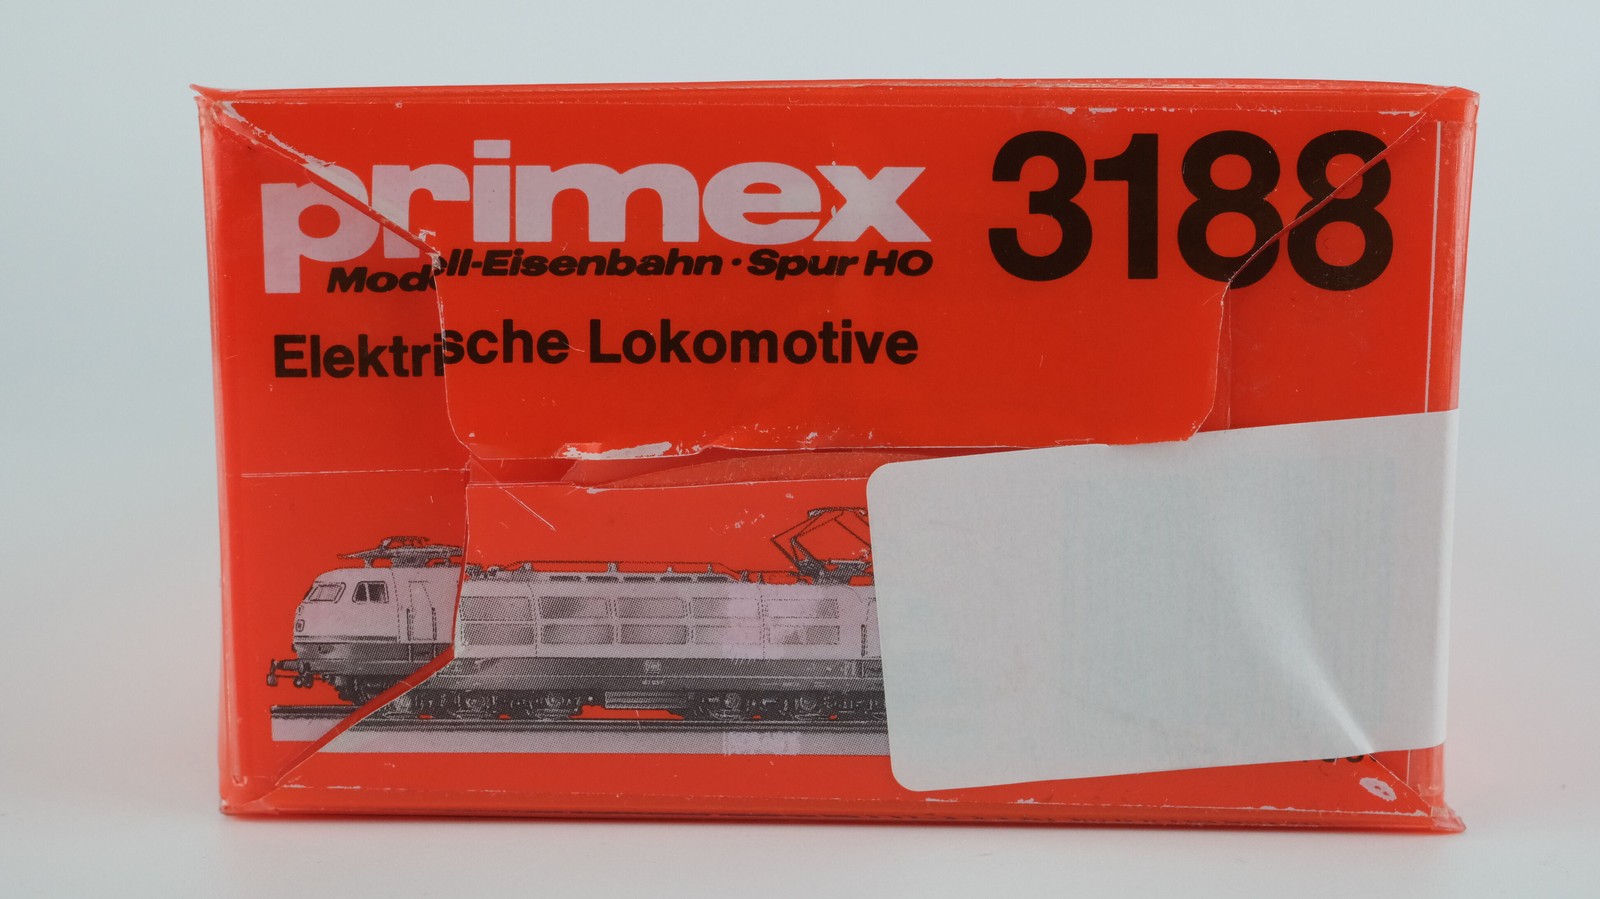 primex 3188
Modell-Eisenbahn · Spur HO
Elektrische Lokomotive